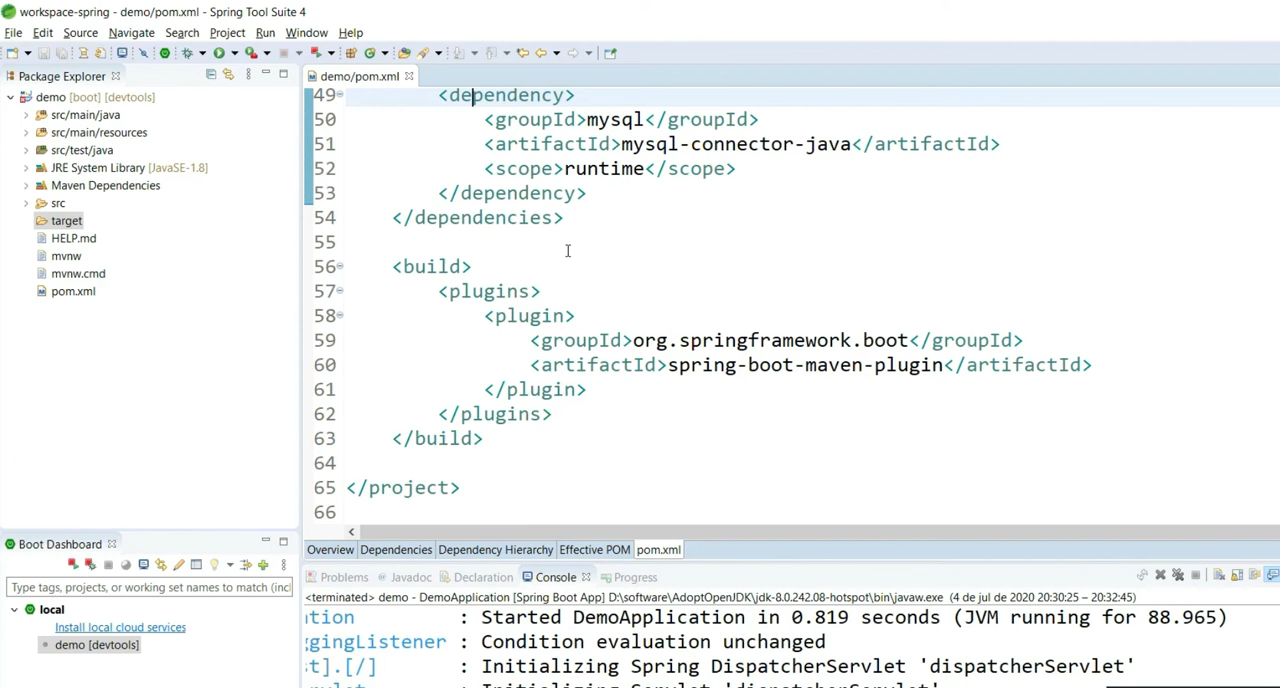 workspace-spring - demo/pom.xml - Spring Tool Suite 4
File Edit Source Navigate Search Project Run Window Help
Package Explorer
demo [boot] [devtools]
src/main/java
src/main/resources
src/test/java
JRE System Library [JavaSE-1.8]
Maven Dependencies
src
target
HELP.md
mvnw
mvnw.cmd
pom.xml
demo/pom.xml
49 <dependency>
50 <groupId>mysql</groupId>
51 <artifactId>mysql-connector-java</artifactId>
52 <scope>runtime</scope>
53 </dependency>
54 </dependencies>
55
56 <build>
57 <plugins>
58 <plugin>
59 <groupId>org.springframework.boot</groupId>
60 <artifactId>spring-boot-maven-plugin</artifactId>
61 </plugin>
62 </plugins>
63 </build>
64
65 </project>
66
Overview Dependencies Dependency Hierarchy Effective POM pom.xml
Boot Dashboard
Type tags, projects, or working set names to match (incl
local
Install local cloud services
demo [devtools]
Problems Javadoc Declaration Console Progress
<terminated> demo - DemoApplication [Spring Boot App] D:\software\AdoptOpenJDK\jdk-8.0.242.08-hotspot\bin\javaw.exe (4 de jul de 2020 20:30:25 – 20:32:45)
ition : Started DemoApplication in 0.819 seconds (JVM running for 88.965)
ggingListener : Condition evaluation unchanged
st].[/] : Initializing Spring DispatcherServlet 'dispatcherServlet'
: Initializing Servlet 'dispatcherServlet'